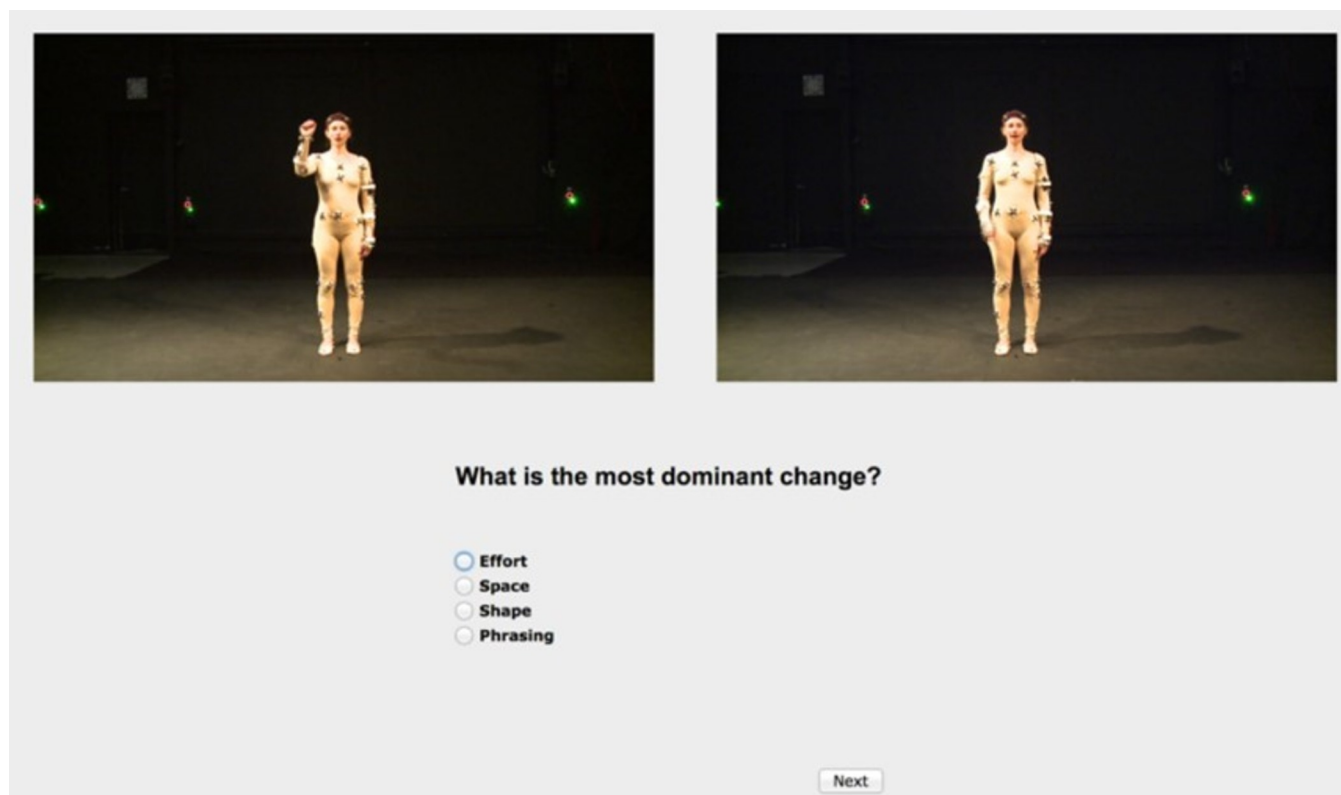 What is the most dominant change?
Effort
Space
Shape
Phrasing
Next